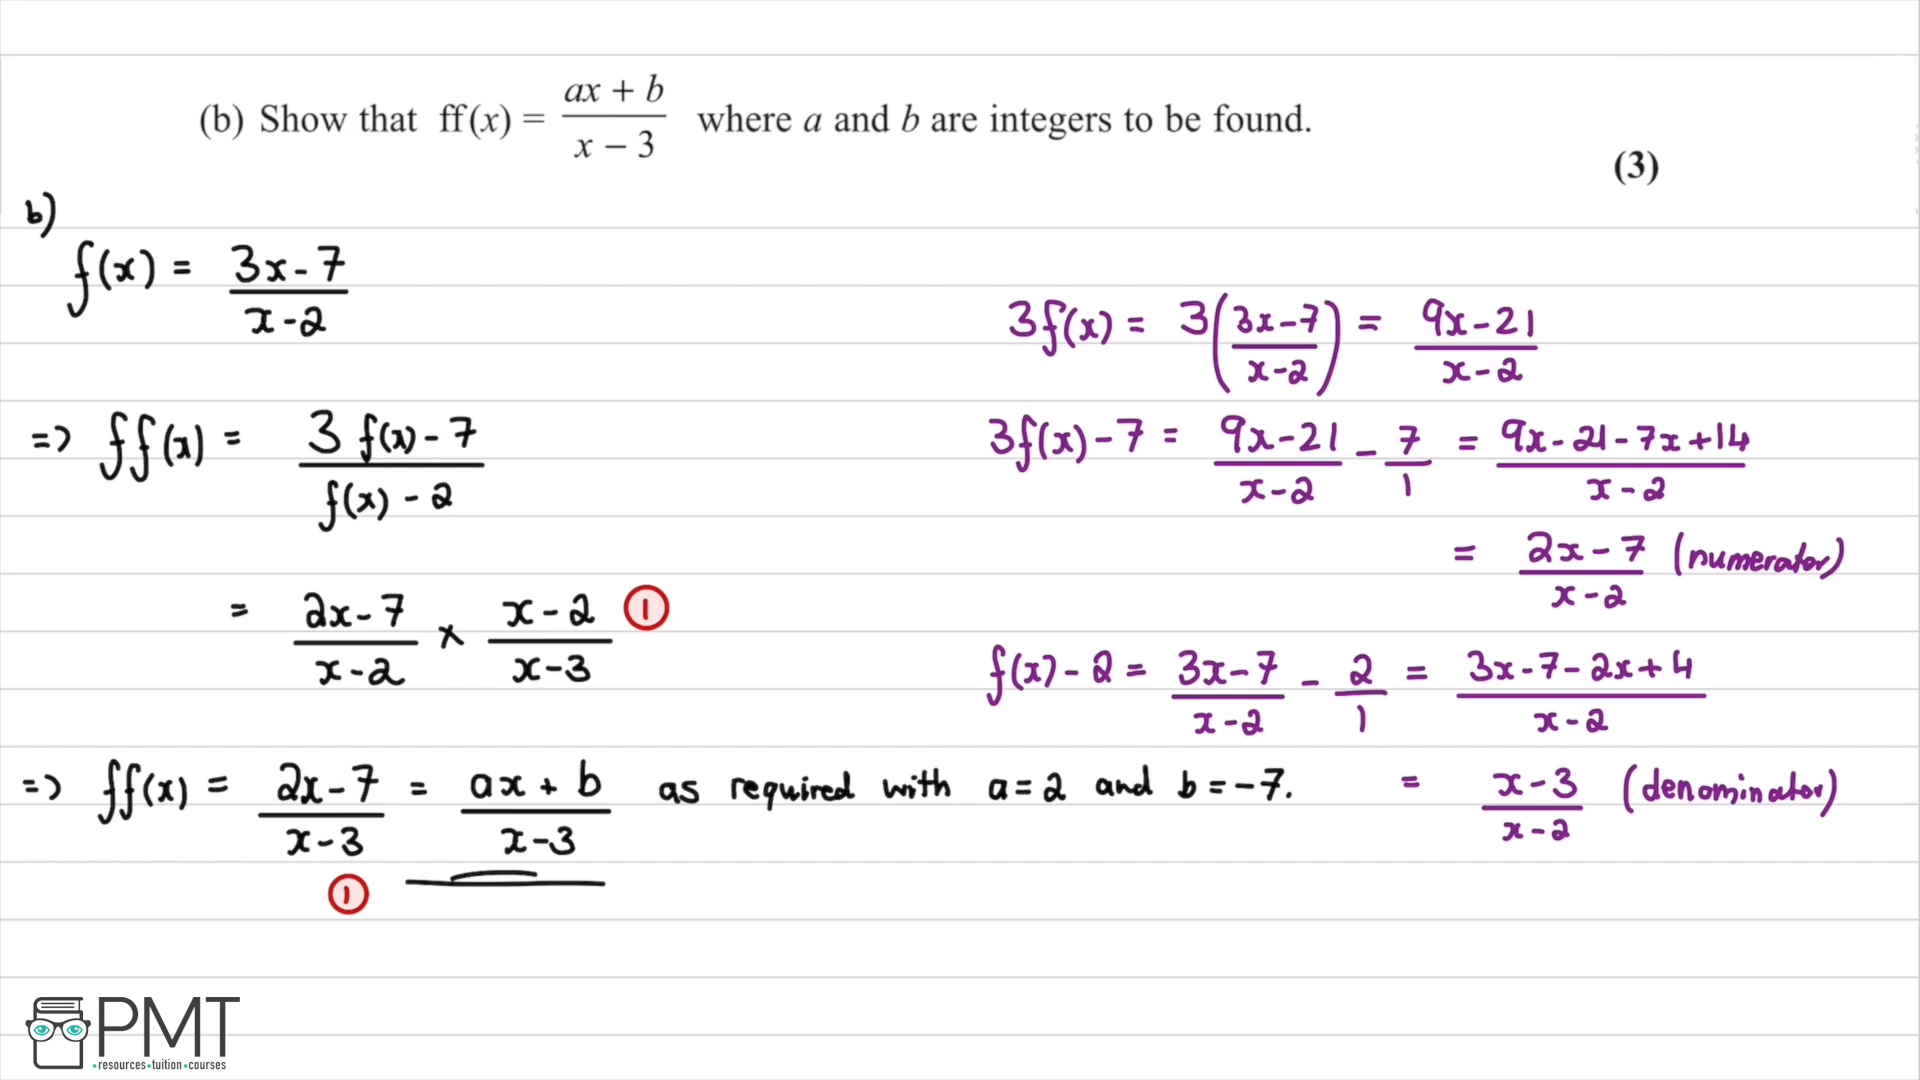 (b) Show that ff(x) = (ax + b)/(x − 3) where a and b are integers to be found.
(3)
b)
f(x) = (3x-7)/(x-2)
=> ff(x) = (3f(x)-7)/(f(x)-2)
= (2x-7)/(x-2) × (x-2)/(x-3) ①
=> ff(x) = (2x-7)/(x-3) = (ax+b)/(x-3) as required with a=2 and b=-7.
①
3f(x) = 3((3x-7)/(x-2)) = (9x-21)/(x-2)
3f(x)-7 = (9x-21)/(x-2) - 7/1 = (9x-21-7x+14)/(x-2)
= (2x-7)/(x-2) (numerator)
f(x)-2 = (3x-7)/(x-2) - 2/1 = (3x-7-2x+4)/(x-2)
= (x-3)/(x-2) (denominator)
PMT
•resources•tuition•courses